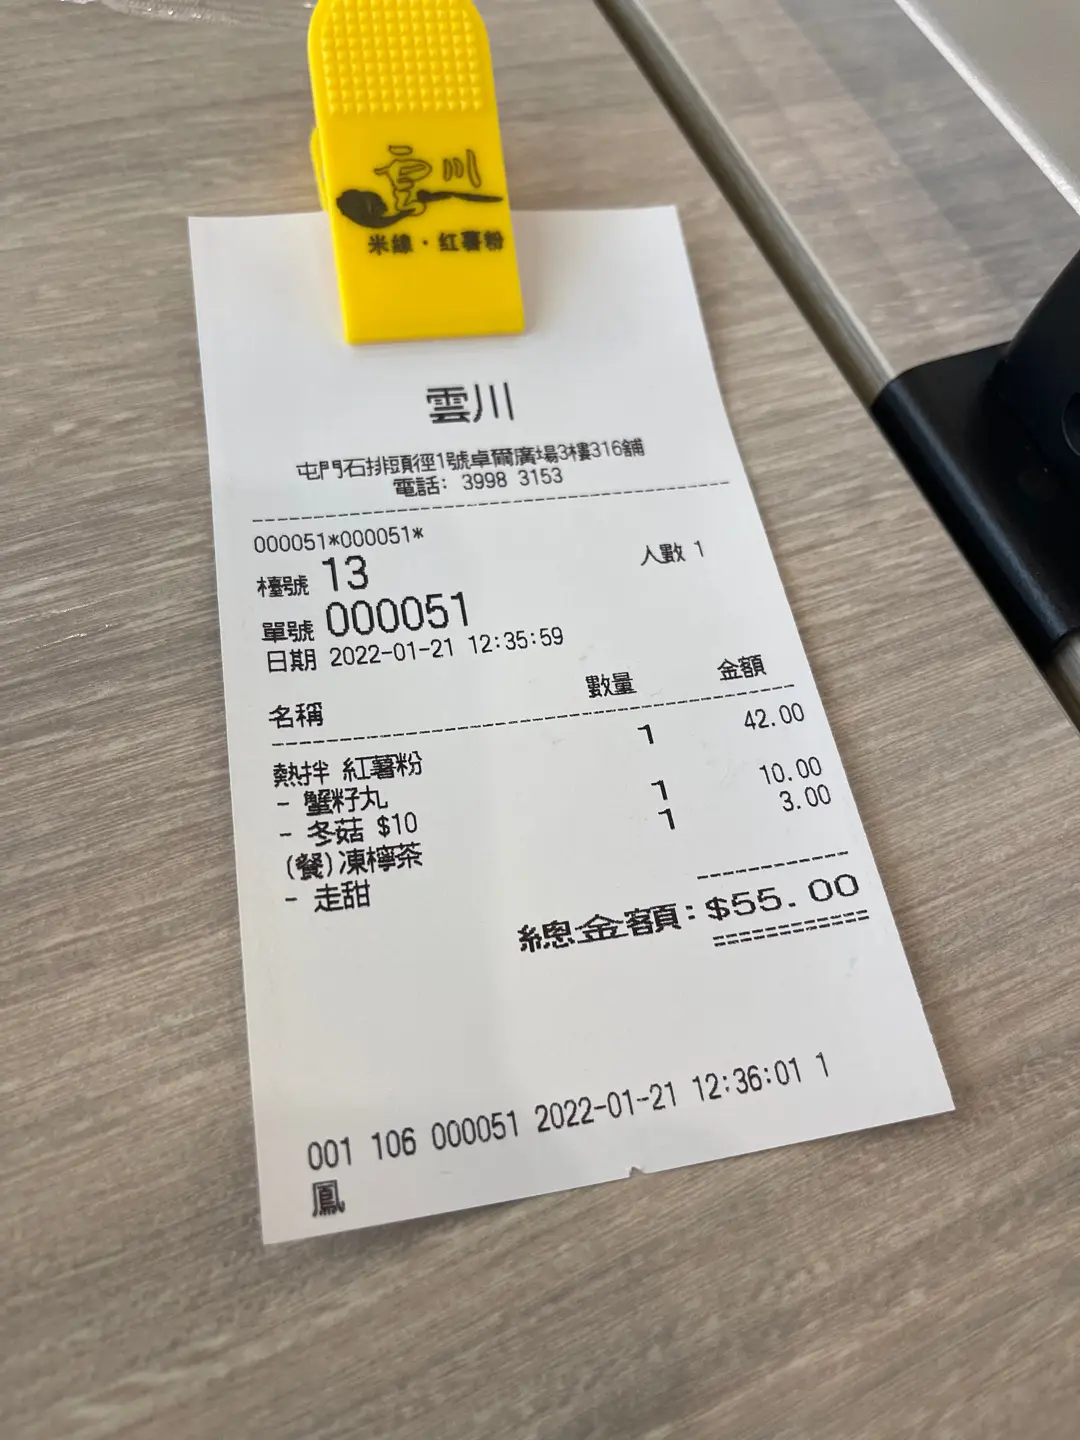 雲川
米線·紅薯粉
雲川
屯門石排頭徑1號卓爾廣場3樓316舖
電話: 3998 3153
000051*000051*
檯號 13 人數 1
單號 000051
日期 2022-01-21 12:35:59
名稱 數量 金額
熱拌 紅薯粉 1 42.00
- 蟹籽丸
- 冬菇 $10 1 10.00
(餐)凍檸茶 1 3.00
- 走甜
總金額:$55.00
001 106 000051 2022-01-21 12:36:01 1
鳳